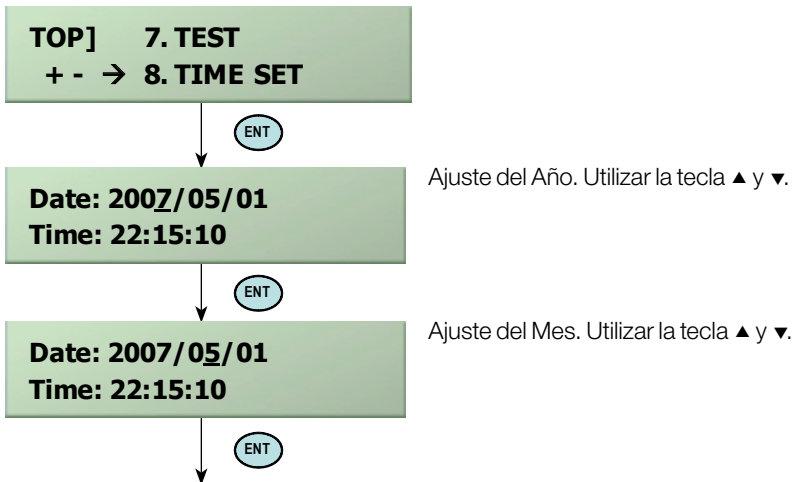 TOP] 7. TEST
+ - → 8. TIME SET
ENT
Date: 2007/05/01
Time: 22:15:10
Ajuste del Año. Utilizar la tecla ▲ y ▼.
ENT
Date: 2007/05/01
Time: 22:15:10
Ajuste del Mes. Utilizar la tecla ▲ y ▼.
ENT